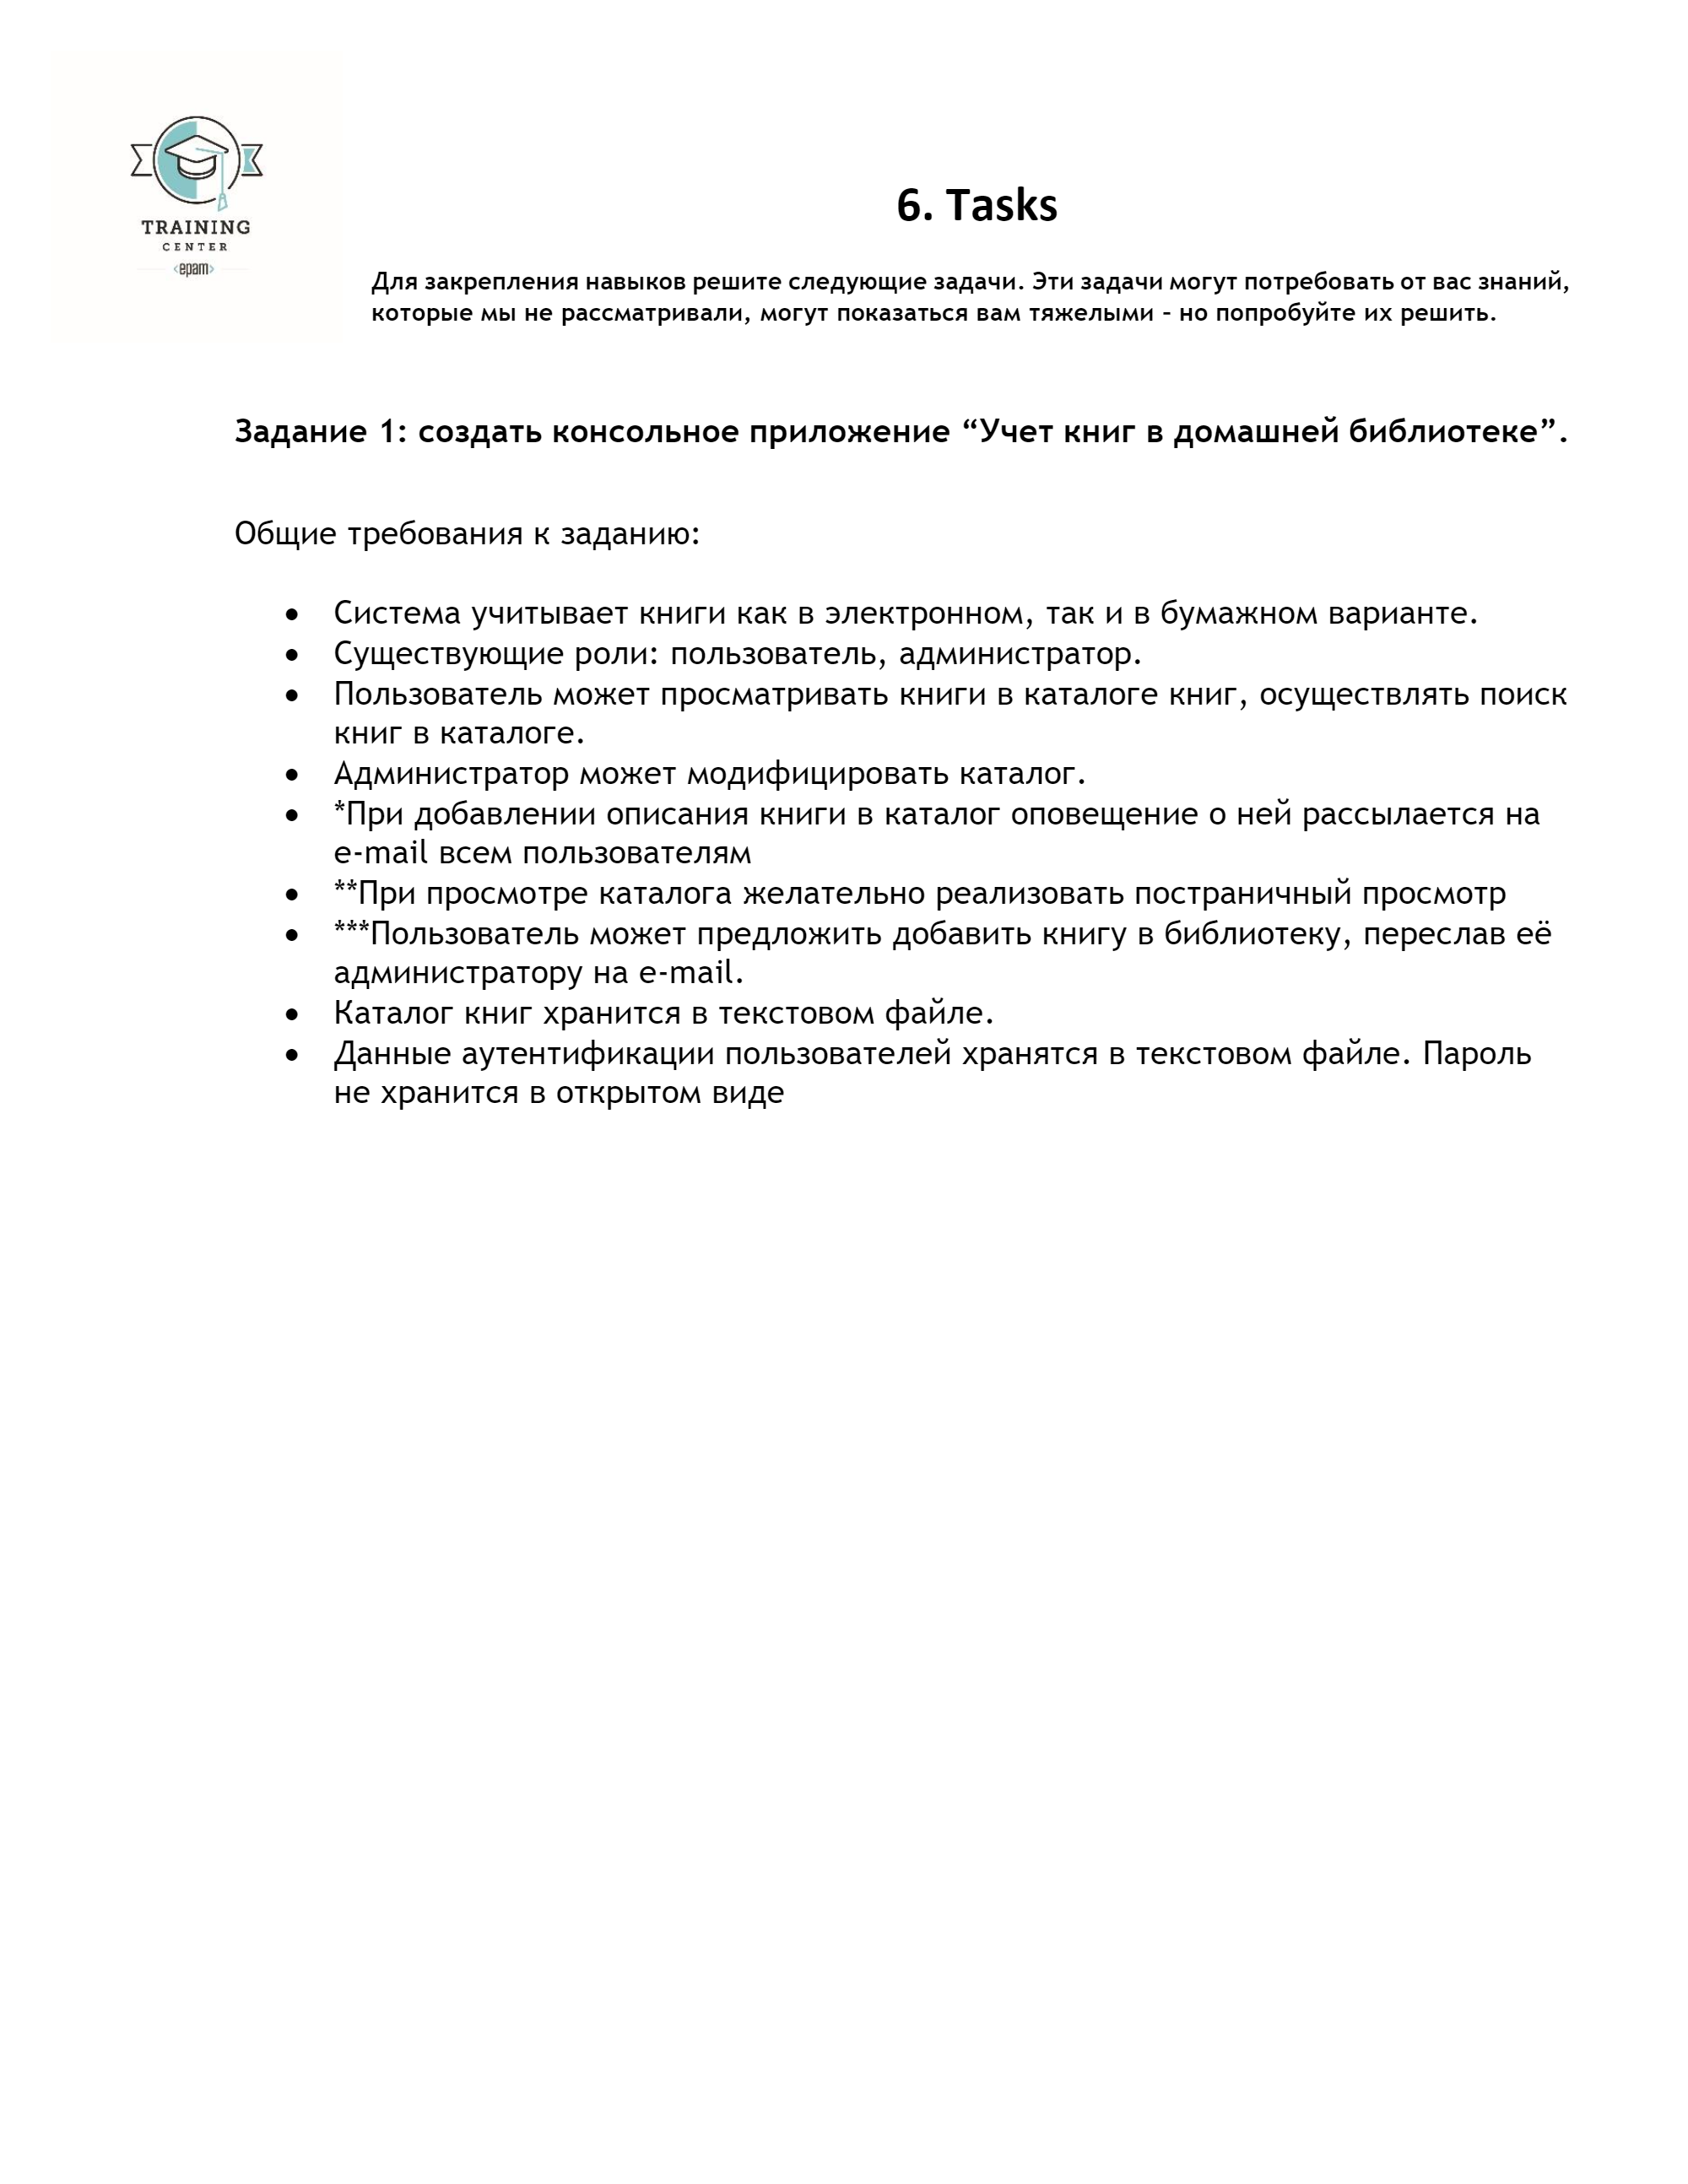 TRAINING
CENTER
<epam>
6. Tasks
Для закрепления навыков решите следующие задачи. Эти задачи могут потребовать от вас знаний,
которые мы не рассматривали, могут показаться вам тяжелыми – но попробуйте их решить.
Задание 1: создать консольное приложение “Учет книг в домашней библиотеке”.
Общие требования к заданию:
• Система учитывает книги как в электронном, так и в бумажном варианте.
• Существующие роли: пользователь, администратор.
• Пользователь может просматривать книги в каталоге книг, осуществлять поиск
книг в каталоге.
• Администратор может модифицировать каталог.
• *При добавлении описания книги в каталог оповещение о ней рассылается на
e-mail всем пользователям
• **При просмотре каталога желательно реализовать постраничный просмотр
• ***Пользователь может предложить добавить книгу в библиотеку, переслав её
администратору на e-mail.
• Каталог книг хранится в текстовом файле.
• Данные аутентификации пользователей хранятся в текстовом файле. Пароль
не хранится в открытом виде